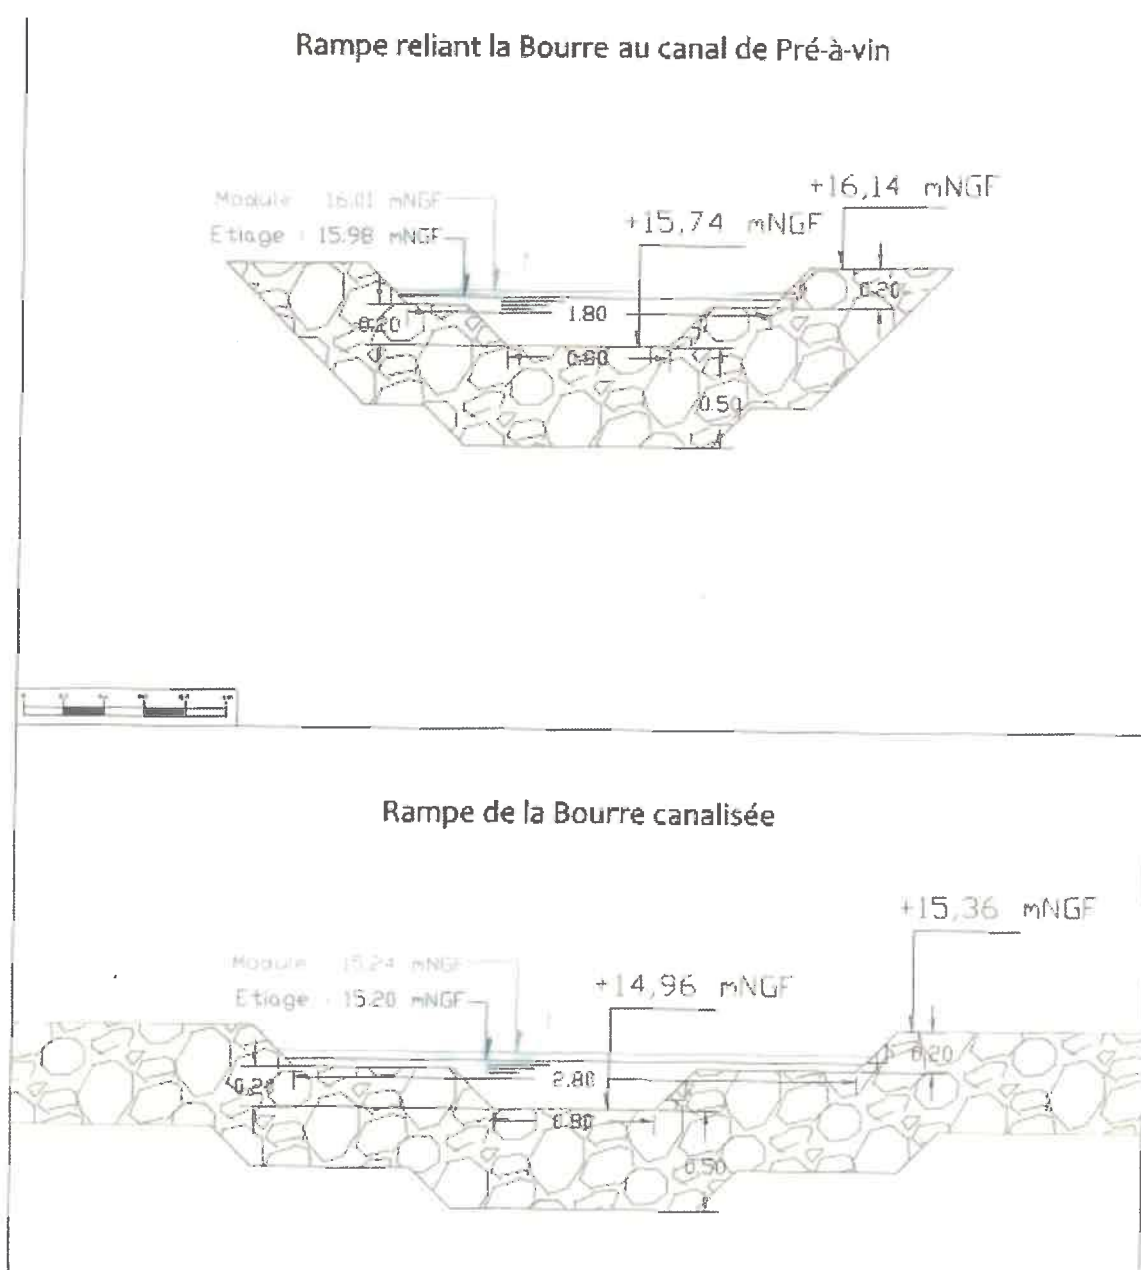 Rampe reliant la Bourre au canal de Pré-à-vin
+16,14 mNGF
Module : 16.01 mNGF
+15,74 mNGF
Etiage : 15.98 mNGF
0.20
1.80
0.20
0.80
0.50
Rampe de la Bourre canalisée
+15,36 mNGF
Module : 15.24 mNGF
+14,96 mNGF
Etiage : 15.20 mNGF
0.20
2.80
0.20
0.80
0.50